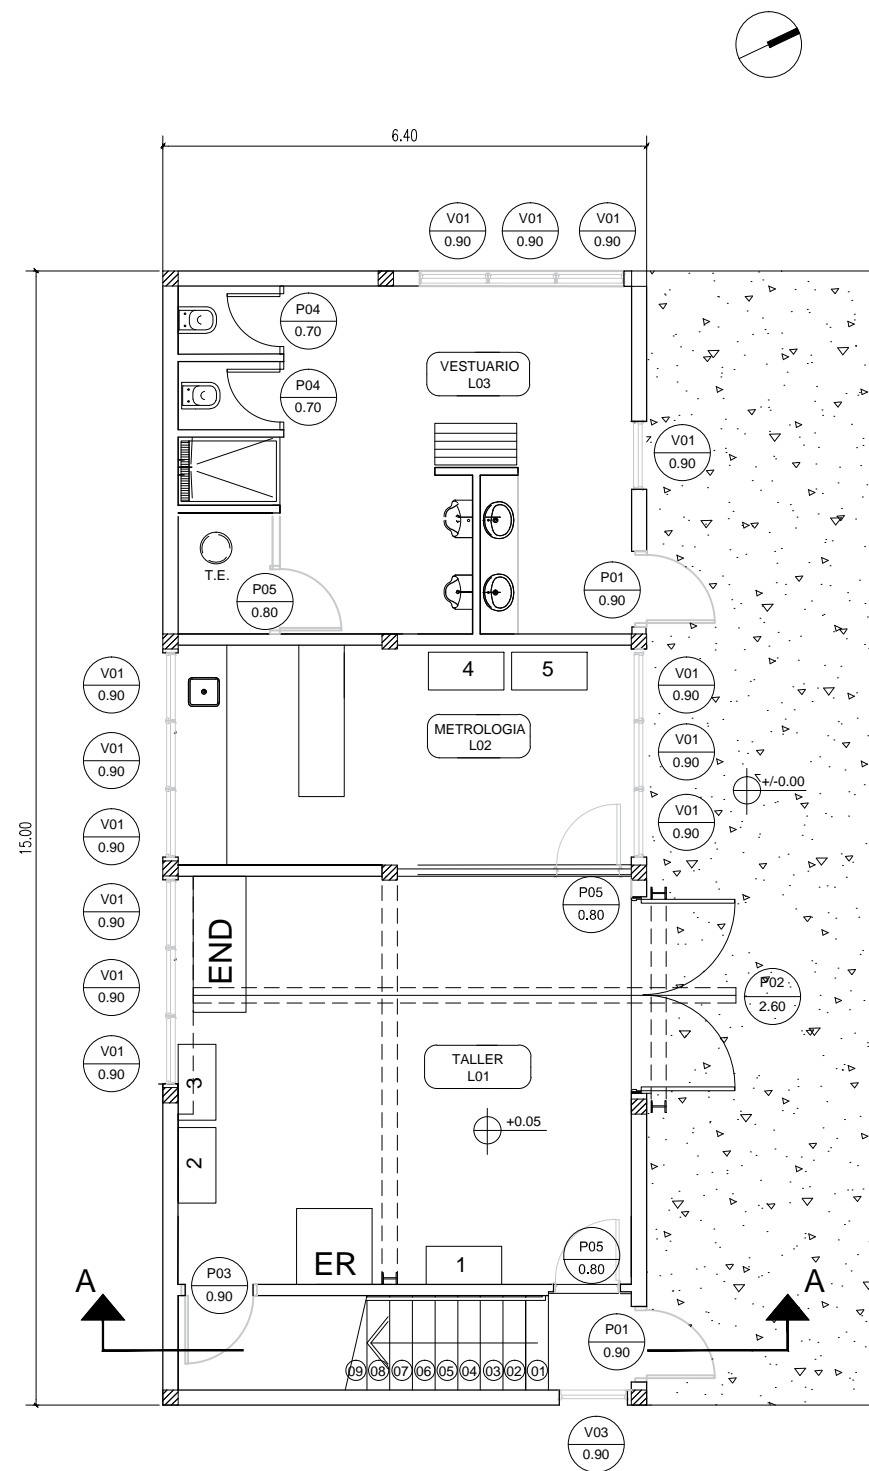 6.40
V01
0.90
V01
0.90
V01
0.90
P04
0.70
VESTUARIO
L03
P04
0.70
V01
0.90
T.E.
P05
0.80
P01
0.90
V01
0.90
4
5
V01
0.90
METROLOGIA
L02
V01
0.90
V01
0.90
+/-0.00
V01
0.90
V01
0.90
15.00
V01
0.90
P05
0.80
END
V01
0.90
P02
2.60
V01
0.90
TALLER
L01
3
+0.05
2
ER
1
P05
0.80
P03
0.90
A
A
P01
0.90
09 08 07 06 05 04 03 02 01
V03
0.90